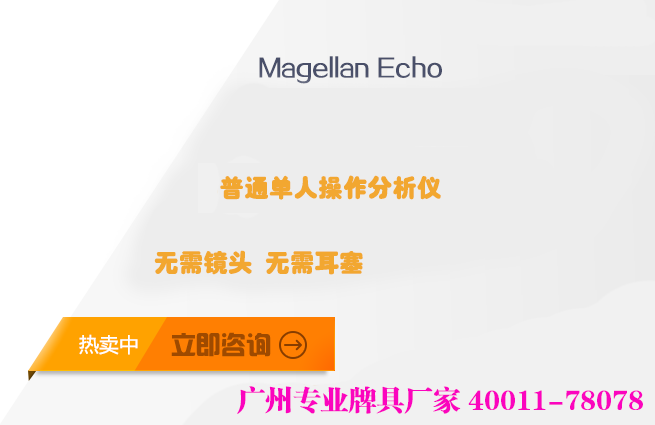 Magellan Echo
普通单人操作分析仪
无需镜头 无需耳塞
热卖中 立即咨询
广州专业牌具厂家 40011-78078